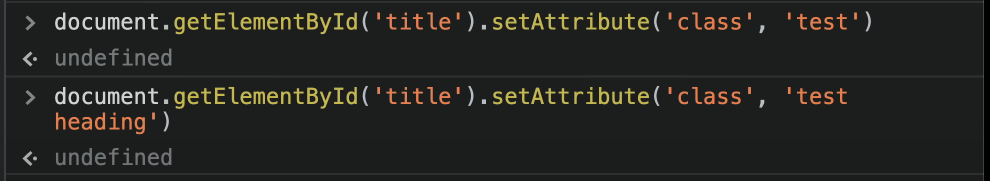 > document.getElementById('title').setAttribute('class', 'test')
<· undefined
> document.getElementById('title').setAttribute('class', 'test
heading')
<· undefined